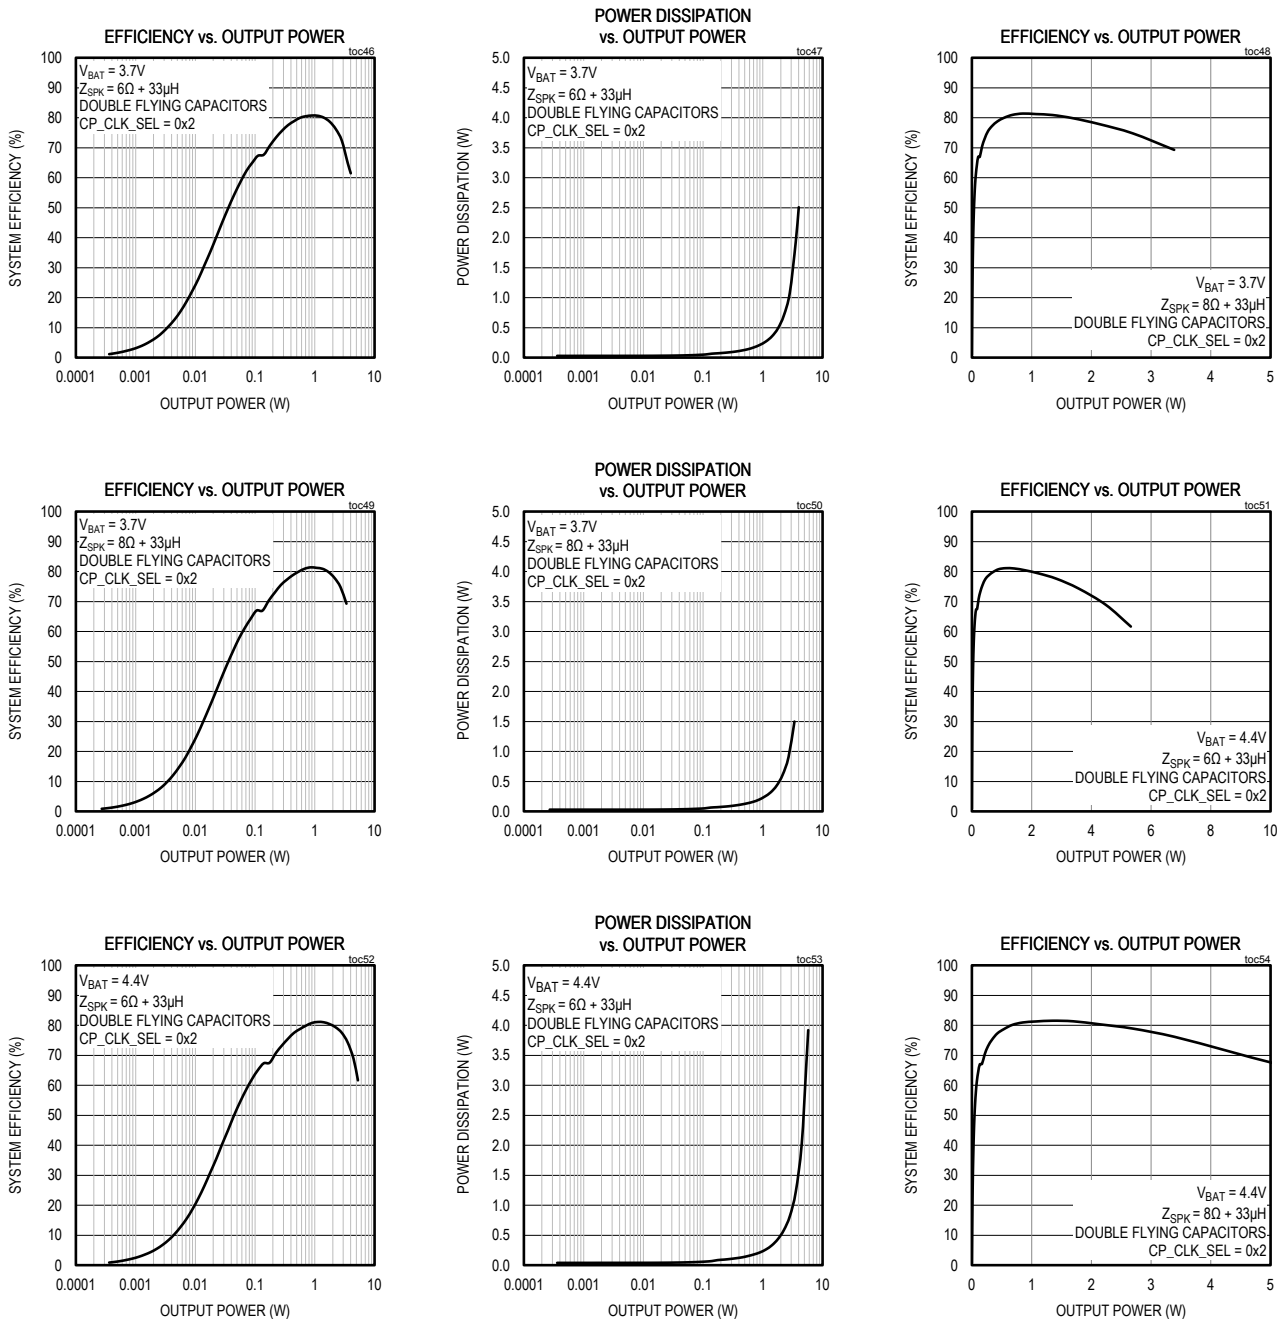 EFFICIENCY vs. OUTPUT POWER
toc46
VBAT = 3.7V
ZSPK = 6Ω + 33µH
DOUBLE FLYING CAPACITORS
CP_CLK_SEL = 0x2
SYSTEM EFFICIENCY (%)
100
90
80
70
60
50
40
30
20
10
0
0.0001 0.001 0.01 0.1 1 10
OUTPUT POWER (W)
POWER DISSIPATION
vs. OUTPUT POWER
toc47
VBAT = 3.7V
ZSPK = 6Ω + 33µH
DOUBLE FLYING CAPACITORS
CP_CLK_SEL = 0x2
POWER DISSIPATION (W)
5.0
4.5
4.0
3.5
3.0
2.5
2.0
1.5
1.0
0.5
0.0
0.0001 0.001 0.01 0.1 1 10
OUTPUT POWER (W)
EFFICIENCY vs. OUTPUT POWER
toc48
SYSTEM EFFICIENCY (%)
100
90
80
70
60
50
40
30
20
10
0
VBAT = 3.7V
ZSPK = 8Ω + 33µH
DOUBLE FLYING CAPACITORS
CP_CLK_SEL = 0x2
0 1 2 3 4 5
OUTPUT POWER (W)
EFFICIENCY vs. OUTPUT POWER
toc49
VBAT = 3.7V
ZSPK = 8Ω + 33µH
DOUBLE FLYING CAPACITORS
CP_CLK_SEL = 0x2
SYSTEM EFFICIENCY (%)
100
90
80
70
60
50
40
30
20
10
0
0.0001 0.001 0.01 0.1 1 10
OUTPUT POWER (W)
POWER DISSIPATION
vs. OUTPUT POWER
toc50
VBAT = 3.7V
ZSPK = 8Ω + 33µH
DOUBLE FLYING CAPACITORS
CP_CLK_SEL = 0x2
POWER DISSIPATION (W)
5.0
4.5
4.0
3.5
3.0
2.5
2.0
1.5
1.0
0.5
0.0
0.0001 0.001 0.01 0.1 1 10
OUTPUT POWER (W)
EFFICIENCY vs. OUTPUT POWER
toc51
SYSTEM EFFICIENCY (%)
100
90
80
70
60
50
40
30
20
10
0
VBAT = 4.4V
ZSPK = 6Ω + 33µH
DOUBLE FLYING CAPACITORS
CP_CLK_SEL = 0x2
0 2 4 6 8 10
OUTPUT POWER (W)
EFFICIENCY vs. OUTPUT POWER
toc52
VBAT = 4.4V
ZSPK = 6Ω + 33µH
DOUBLE FLYING CAPACITORS
CP_CLK_SEL = 0x2
SYSTEM EFFICIENCY (%)
100
90
80
70
60
50
40
30
20
10
0
0.0001 0.001 0.01 0.1 1 10
OUTPUT POWER (W)
POWER DISSIPATION
vs. OUTPUT POWER
toc53
VBAT = 4.4V
ZSPK = 6Ω + 33µH
DOUBLE FLYING CAPACITORS
CP_CLK_SEL = 0x2
POWER DISSIPATION (W)
5.0
4.5
4.0
3.5
3.0
2.5
2.0
1.5
1.0
0.5
0.0
0.0001 0.001 0.01 0.1 1 10
OUTPUT POWER (W)
EFFICIENCY vs. OUTPUT POWER
toc54
SYSTEM EFFICIENCY (%)
100
90
80
70
60
50
40
30
20
10
0
VBAT = 4.4V
ZSPK = 8Ω + 33µH
DOUBLE FLYING CAPACITORS
CP_CLK_SEL = 0x2
0 1 2 3 4 5
OUTPUT POWER (W)